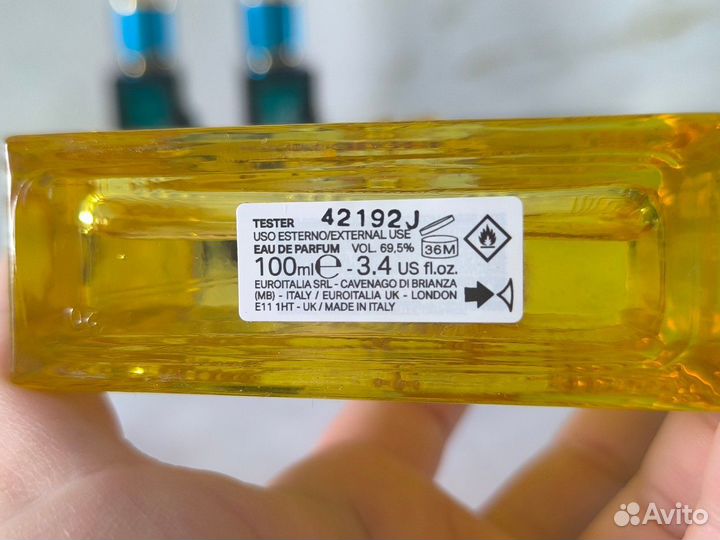 TESTER 42192J
USO ESTERNO/EXTERNAL USE
EAU DE PARFUM VOL. 69,5%
36M
100ml℮ - 3.4 US fl.oz.
EUROITALIA SRL - CAVENAGO DI BRIANZA
(MB) - ITALY / EUROITALIA UK - LONDON
E11 1HT - UK / MADE IN ITALY
Avito